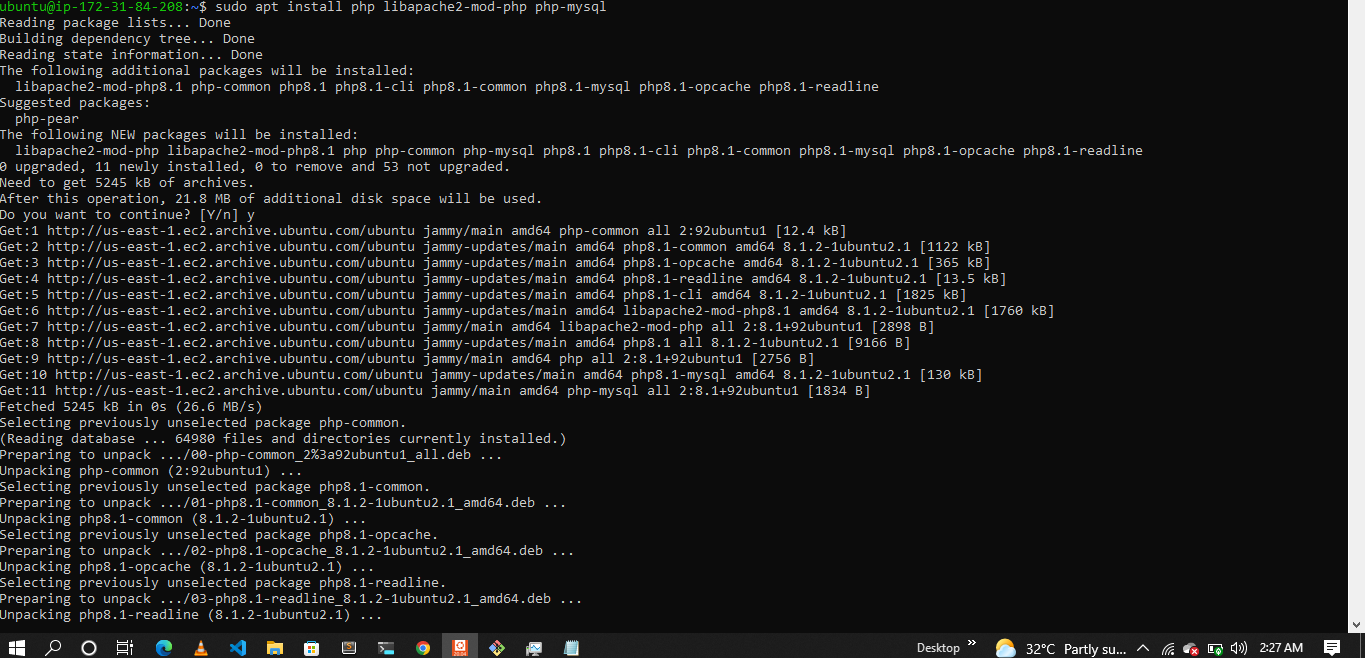 ubuntu@ip-172-31-84-208:~$ sudo apt install php libapache2-mod-php php-mysql
Reading package lists... Done
Building dependency tree... Done
Reading state information... Done
The following additional packages will be installed:
  libapache2-mod-php8.1 php-common php8.1 php8.1-cli php8.1-common php8.1-mysql php8.1-opcache php8.1-readline
Suggested packages:
  php-pear
The following NEW packages will be installed:
  libapache2-mod-php libapache2-mod-php8.1 php php-common php-mysql php8.1 php8.1-cli php8.1-common php8.1-mysql php8.1-opcache php8.1-readline
0 upgraded, 11 newly installed, 0 to remove and 53 not upgraded.
Need to get 5245 kB of archives.
After this operation, 21.8 MB of additional disk space will be used.
Do you want to continue? [Y/n] y
Get:1 http://us-east-1.ec2.archive.ubuntu.com/ubuntu jammy/main amd64 php-common all 2:92ubuntu1 [12.4 kB]
Get:2 http://us-east-1.ec2.archive.ubuntu.com/ubuntu jammy-updates/main amd64 php8.1-common amd64 8.1.2-1ubuntu2.1 [1122 kB]
Get:3 http://us-east-1.ec2.archive.ubuntu.com/ubuntu jammy-updates/main amd64 php8.1-opcache amd64 8.1.2-1ubuntu2.1 [365 kB]
Get:4 http://us-east-1.ec2.archive.ubuntu.com/ubuntu jammy-updates/main amd64 php8.1-readline amd64 8.1.2-1ubuntu2.1 [13.5 kB]
Get:5 http://us-east-1.ec2.archive.ubuntu.com/ubuntu jammy-updates/main amd64 php8.1-cli amd64 8.1.2-1ubuntu2.1 [1825 kB]
Get:6 http://us-east-1.ec2.archive.ubuntu.com/ubuntu jammy-updates/main amd64 libapache2-mod-php8.1 amd64 8.1.2-1ubuntu2.1 [1760 kB]
Get:7 http://us-east-1.ec2.archive.ubuntu.com/ubuntu jammy/main amd64 libapache2-mod-php all 2:8.1+92ubuntu1 [2898 B]
Get:8 http://us-east-1.ec2.archive.ubuntu.com/ubuntu jammy-updates/main amd64 php8.1 all 8.1.2-1ubuntu2.1 [9166 B]
Get:9 http://us-east-1.ec2.archive.ubuntu.com/ubuntu jammy/main amd64 php all 2:8.1+92ubuntu1 [2756 B]
Get:10 http://us-east-1.ec2.archive.ubuntu.com/ubuntu jammy-updates/main amd64 php8.1-mysql amd64 8.1.2-1ubuntu2.1 [130 kB]
Get:11 http://us-east-1.ec2.archive.ubuntu.com/ubuntu jammy/main amd64 php-mysql all 2:8.1+92ubuntu1 [1834 B]
Fetched 5245 kB in 0s (26.6 MB/s)
Selecting previously unselected package php-common.
(Reading database ... 64980 files and directories currently installed.)
Preparing to unpack .../00-php-common_2%3a92ubuntu1_all.deb ...
Unpacking php-common (2:92ubuntu1) ...
Selecting previously unselected package php8.1-common.
Preparing to unpack .../01-php8.1-common_8.1.2-1ubuntu2.1_amd64.deb ...
Unpacking php8.1-common (8.1.2-1ubuntu2.1) ...
Selecting previously unselected package php8.1-opcache.
Preparing to unpack .../02-php8.1-opcache_8.1.2-1ubuntu2.1_amd64.deb ...
Unpacking php8.1-opcache (8.1.2-1ubuntu2.1) ...
Selecting previously unselected package php8.1-readline.
Preparing to unpack .../03-php8.1-readline_8.1.2-1ubuntu2.1_amd64.deb ...
Unpacking php8.1-readline (8.1.2-1ubuntu2.1) ...
Desktop » 32°C Partly su... 2:27 AM